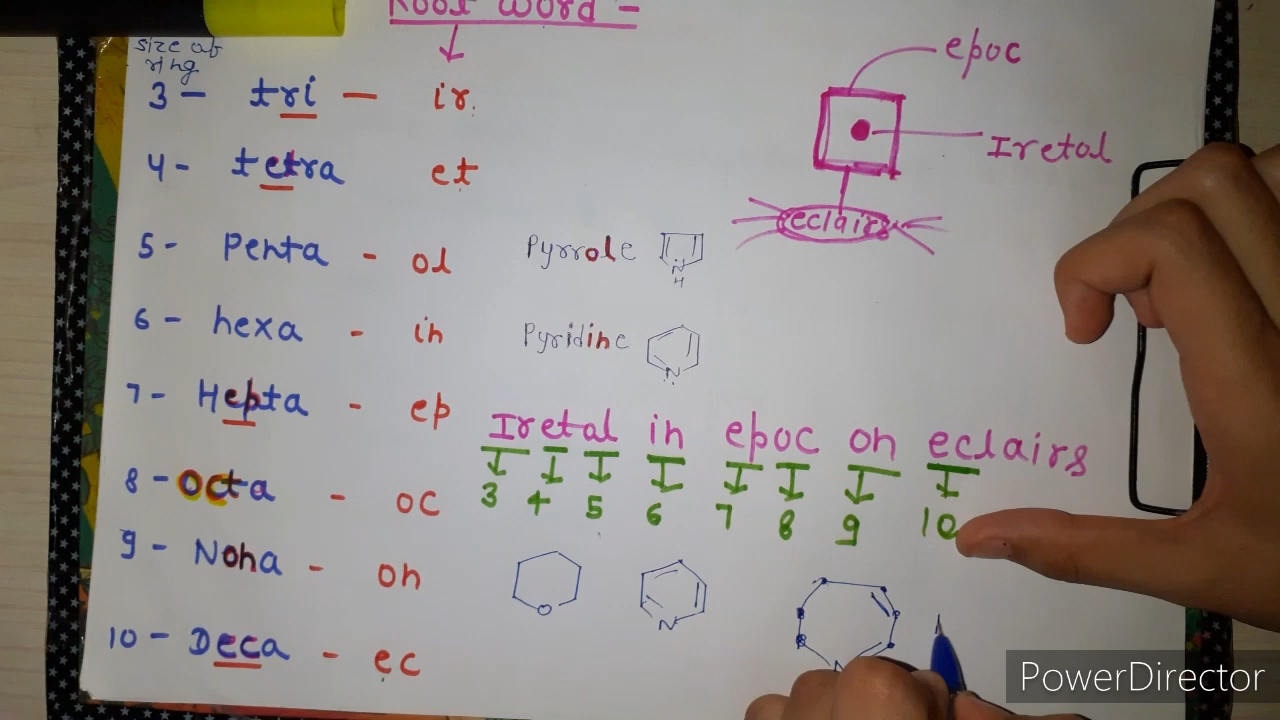 Root word -
size of
ring
3 - tri - ir
4 - tetra et
5 - Penta - ol
6 - hexa - in
7 - Hepta - ep
8 - octa - oc
9 - Nona - on
10 - Deca - ec
epoc
Iretol
eclairs
Pyrrole
N
H
Pyridine
N
Iretal in epoc on eclairs
3 4 5 6 7 8 9 10
O
N
PowerDirector